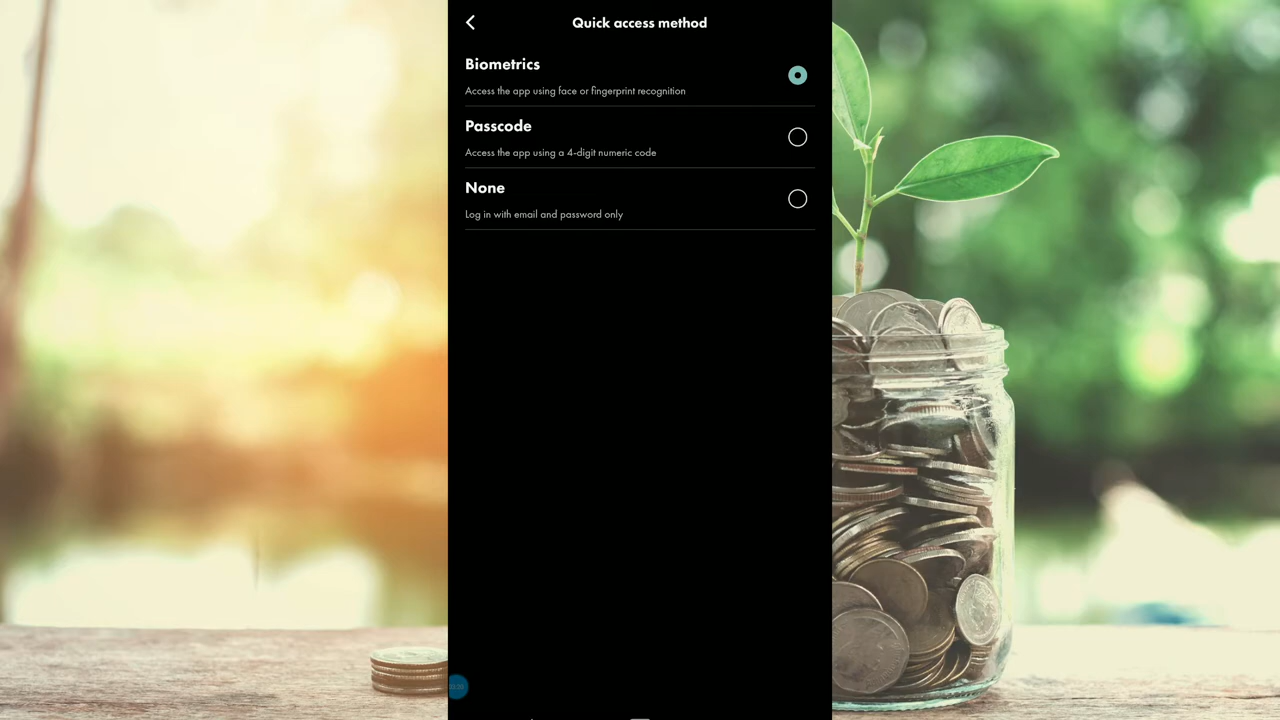 Quick access method
Biometrics
Access the app using face or fingerprint recognition
Passcode
Access the app using a 4-digit numeric code
None
Log in with email and password only